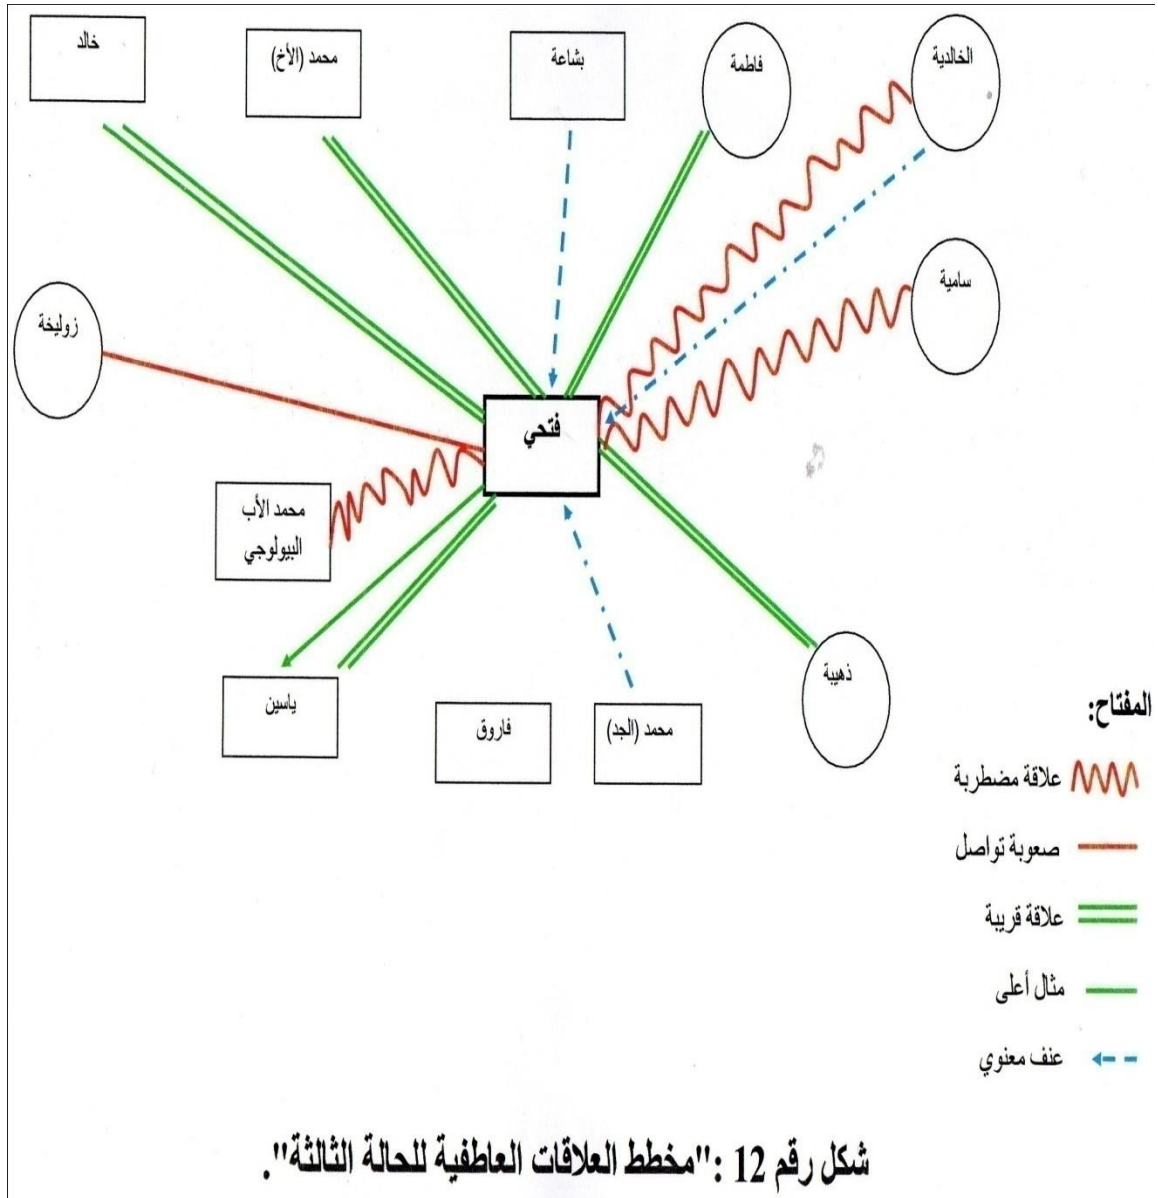 الخالدية
فاطمة
بشاعة
محمد (الأخ)
خالد
سامية
زوليخة
فتحي
محمد الأب
البيولوجي
ذهيبة
محمد (الجد)
فاروق
ياسين
المفتاح:
علاقة مضطربة
صعوبة تواصل
علاقة قريبة
مثال أعلى
عنف معنوي
شكل رقم 12 :"مخطط العلاقات العاطفية للحالة الثالثة".